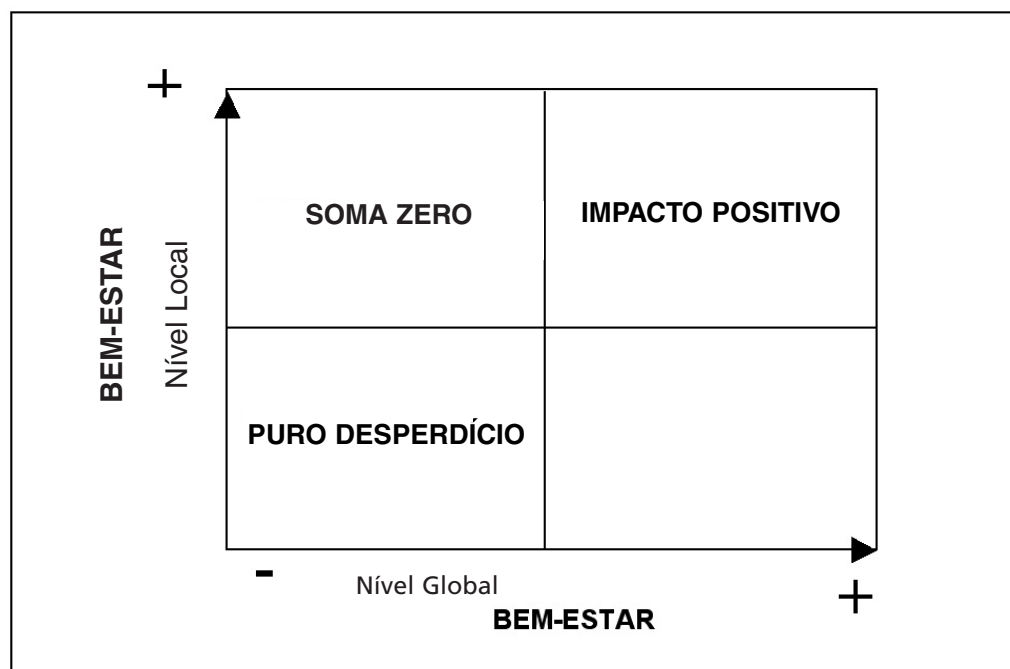 +
SOMA ZERO
IMPACTO POSITIVO
BEM-ESTAR
Nível Local
PURO DESPERDÍCIO
-
Nível Global
+
BEM-ESTAR